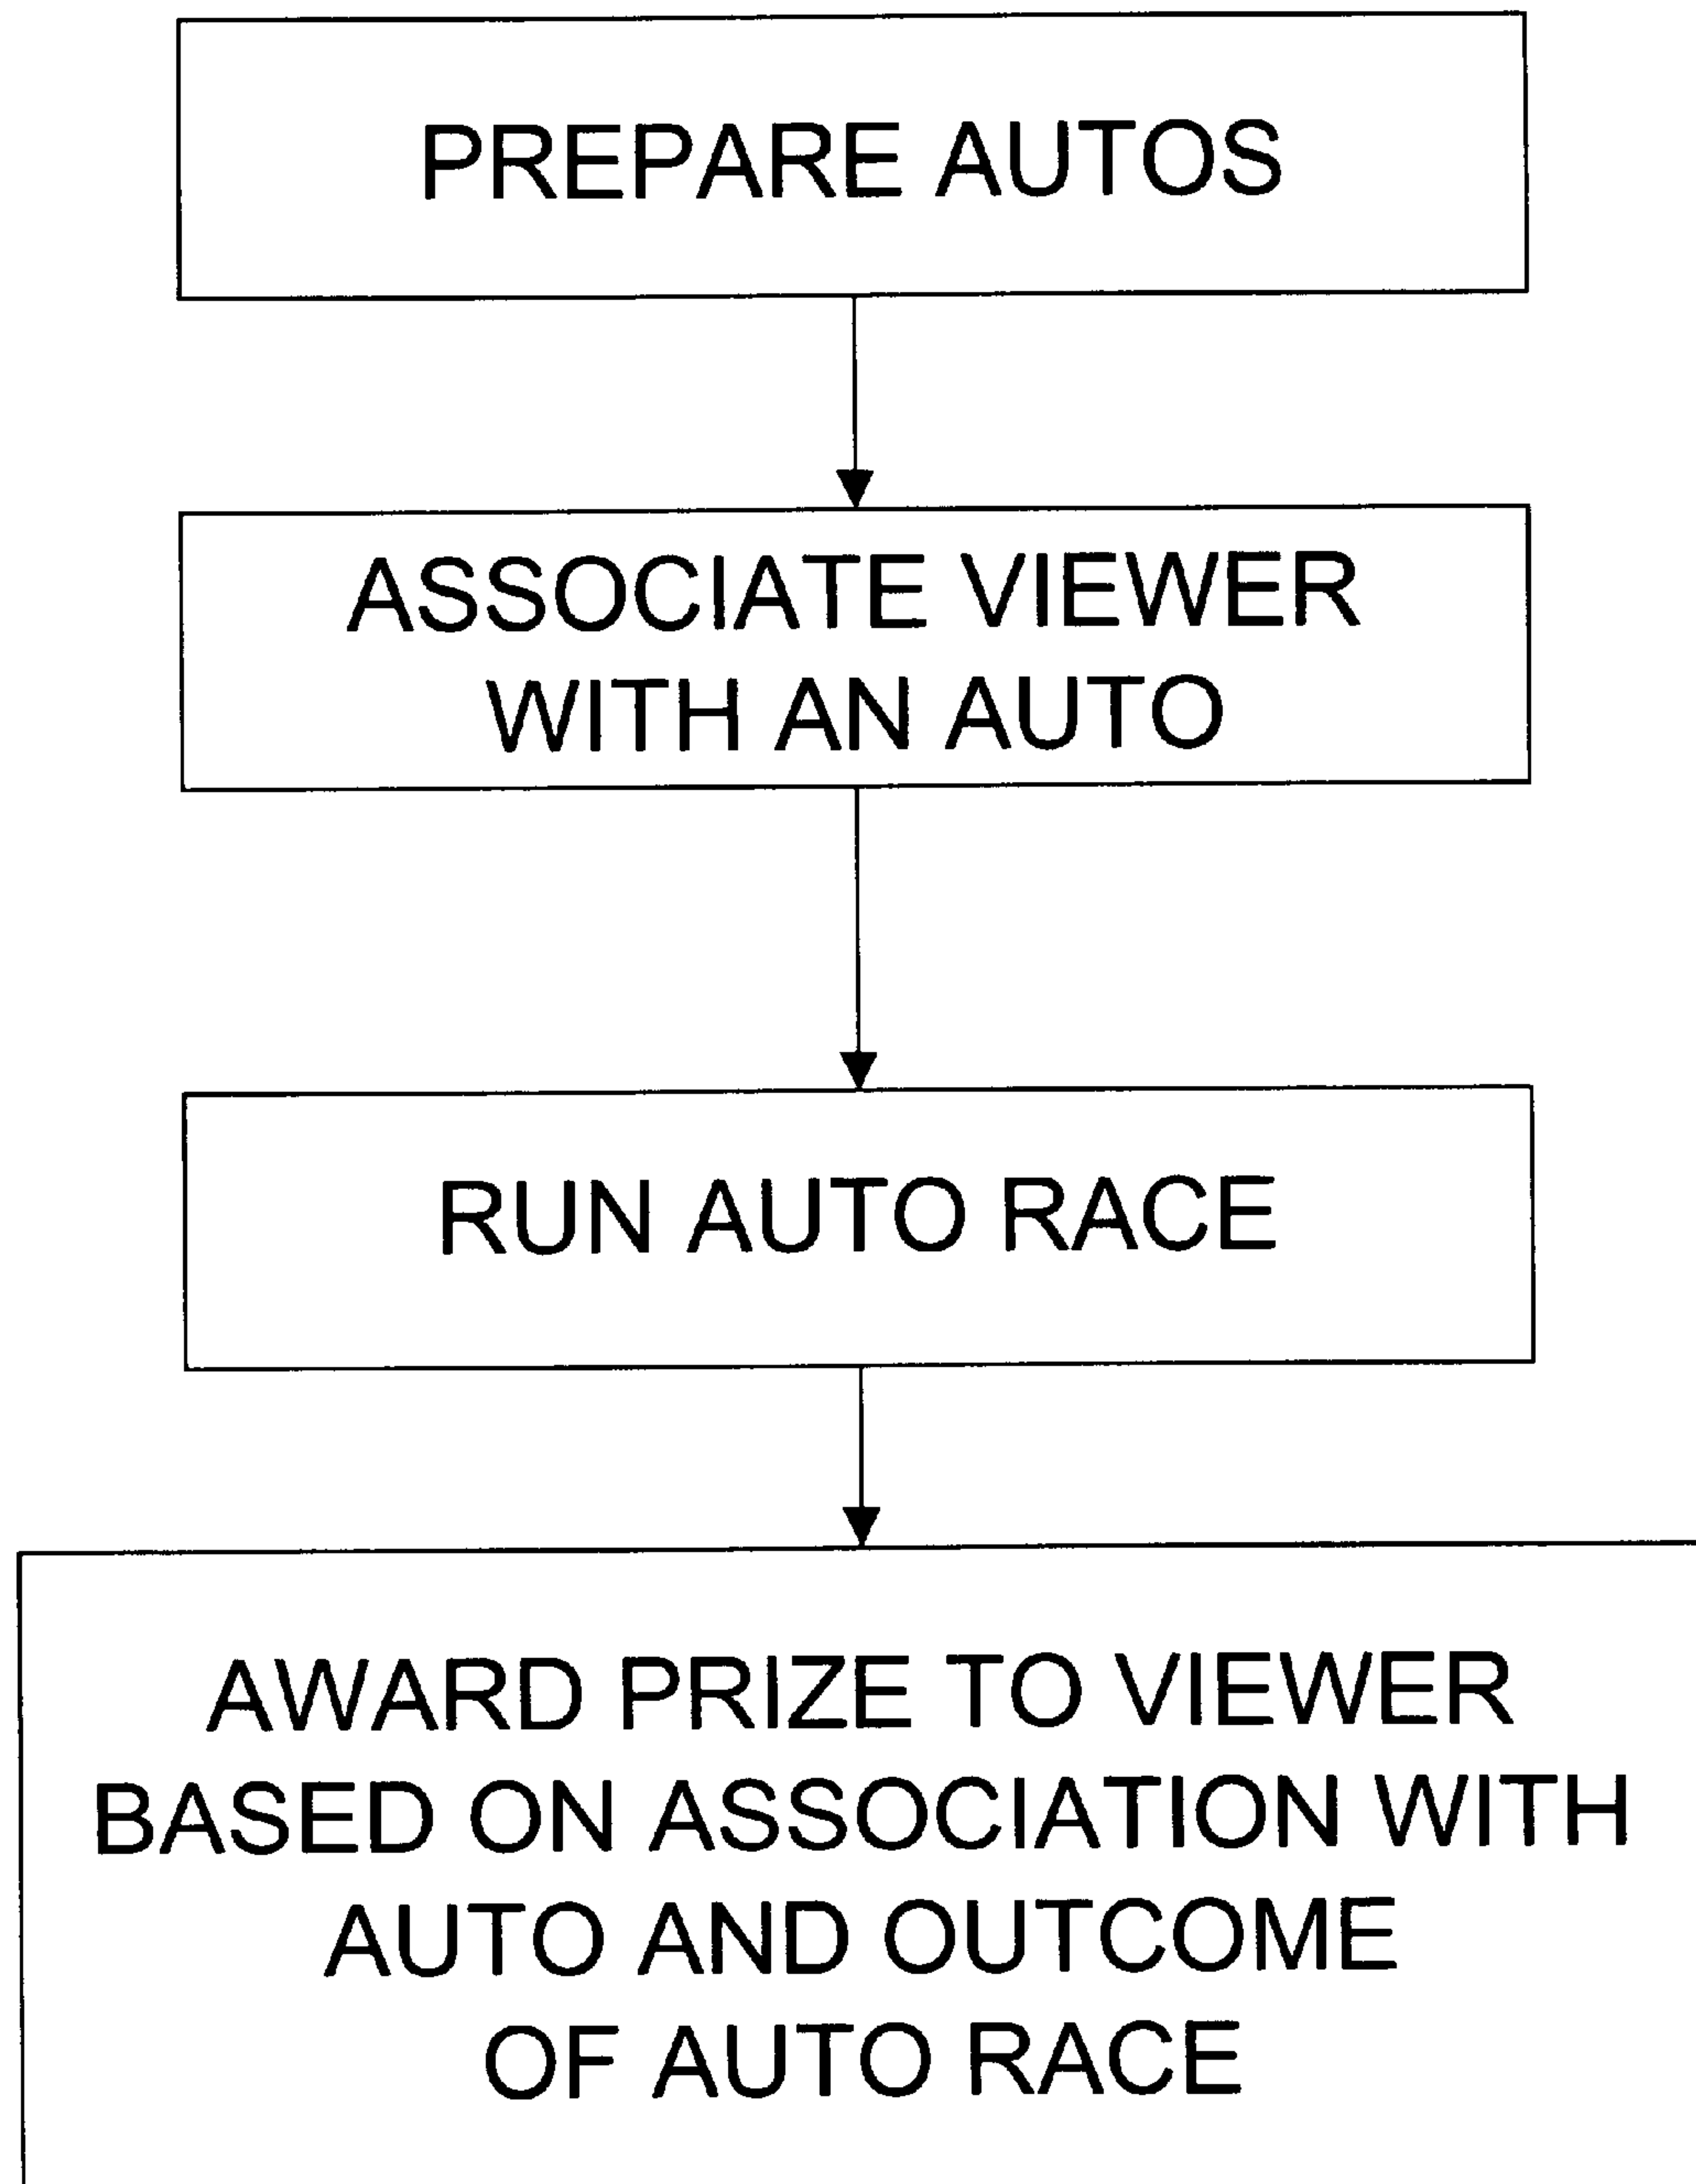 PREPARE AUTOS
ASSOCIATE VIEWER
WITH AN AUTO
RUN AUTO RACE
AWARD PRIZE TO VIEWER
BASED ON ASSOCIATION WITH
AUTO AND OUTCOME
OF AUTO RACE